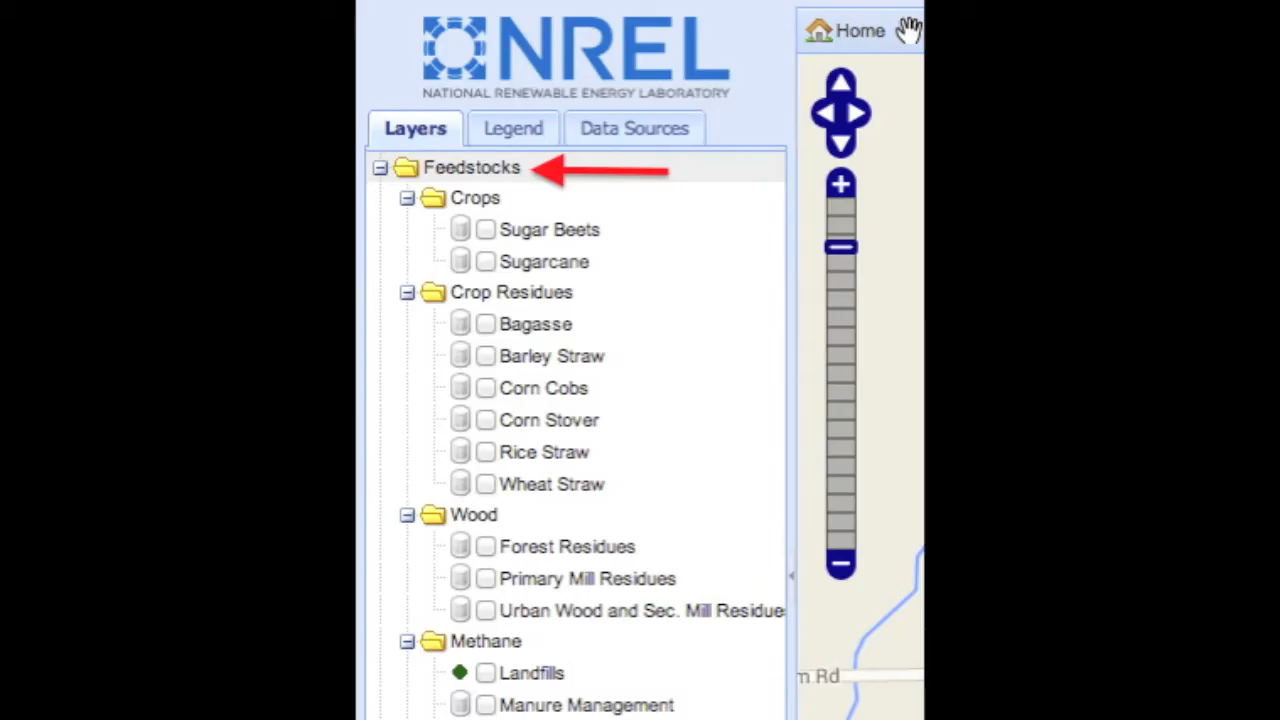 NREL
NATIONAL RENEWABLE ENERGY LABORATORY
Home
Layers
Legend
Data Sources
Feedstocks
Crops
Sugar Beets
Sugarcane
Crop Residues
Bagasse
Barley Straw
Corn Cobs
Corn Stover
Rice Straw
Wheat Straw
Wood
Forest Residues
Primary Mill Residues
Urban Wood and Sec. Mill Residues
Methane
Landfills
Manure Management
m Rd